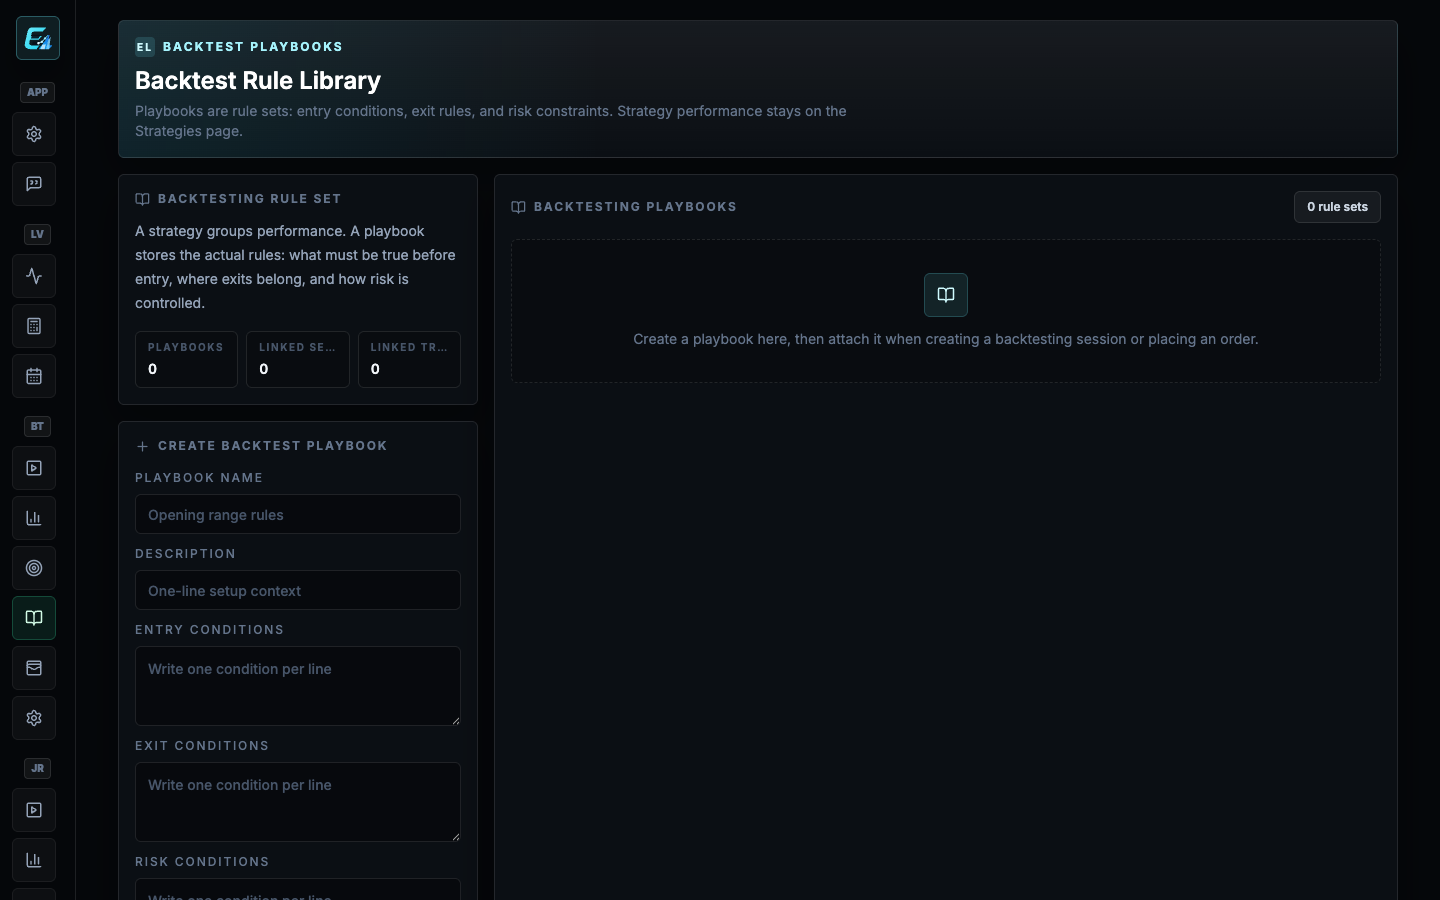 APP
LV
BT
JR
EL BACKTEST PLAYBOOKS
Backtest Rule Library
Playbooks are rule sets: entry conditions, exit rules, and risk constraints. Strategy performance stays on the
Strategies page.
BACKTESTING RULE SET
A strategy groups performance. A playbook
stores the actual rules: what must be true before
entry, where exits belong, and how risk is
controlled.
PLAYBOOKS
0
LINKED SE...
0
LINKED TR...
0
CREATE BACKTEST PLAYBOOK
PLAYBOOK NAME
Opening range rules
DESCRIPTION
One-line setup context
ENTRY CONDITIONS
Write one condition per line
EXIT CONDITIONS
Write one condition per line
RISK CONDITIONS
Write one condition per line
BACKTESTING PLAYBOOKS
0 rule sets
Create a playbook here, then attach it when creating a backtesting session or placing an order.